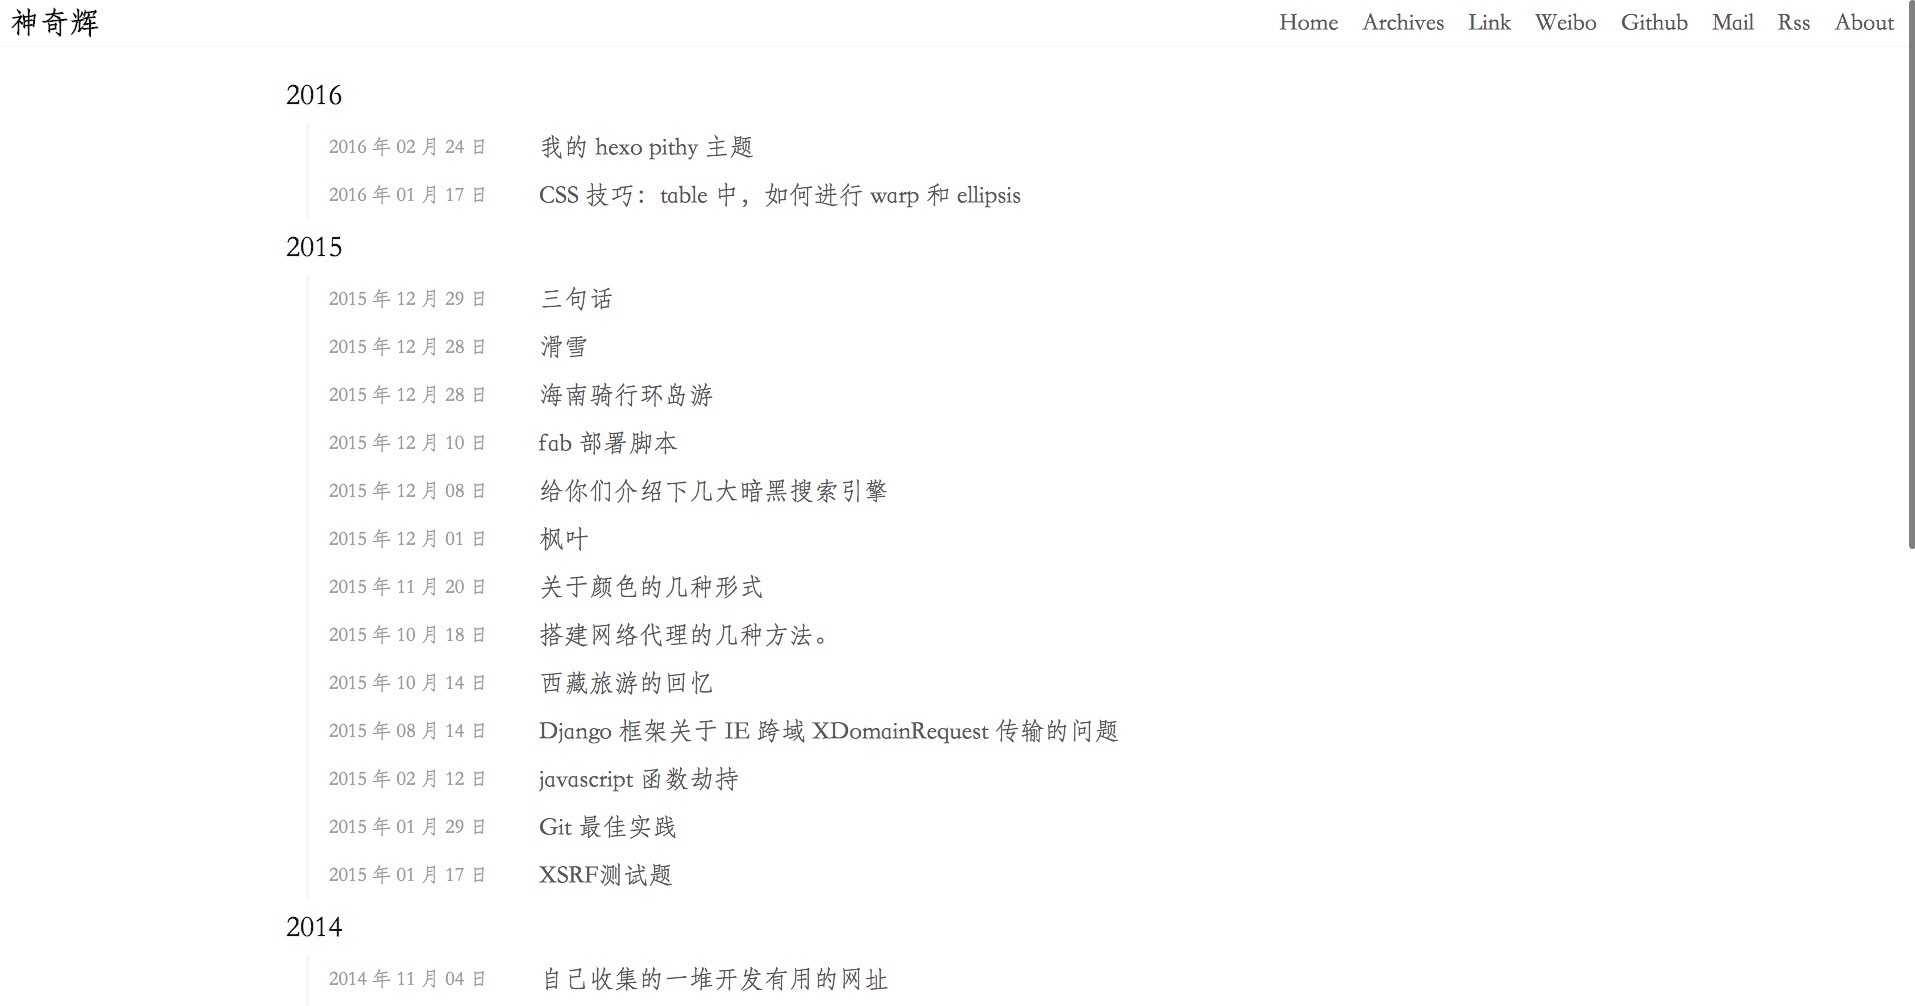 神奇辉 Home Archives Link Weibo Github Mail Rss About
2016
2016 年 02 月 24 日 我的 hexo pithy 主题
2016 年 01 月 17 日 CSS 技巧：table 中，如何进行 warp 和 ellipsis
2015
2015 年 12 月 29 日 三句话
2015 年 12 月 28 日 滑雪
2015 年 12 月 28 日 海南骑行环岛游
2015 年 12 月 10 日 fab 部署脚本
2015 年 12 月 08 日 给你们介绍下几大暗黑搜索引擎
2015 年 12 月 01 日 枫叶
2015 年 11 月 20 日 关于颜色的几种形式
2015 年 10 月 18 日 搭建网络代理的几种方法。
2015 年 10 月 14 日 西藏旅游的回忆
2015 年 08 月 14 日 Django 框架关于 IE 跨域 XDomainRequest 传输的问题
2015 年 02 月 12 日 javascript 函数劫持
2015 年 01 月 29 日 Git 最佳实践
2015 年 01 月 17 日 XSRF测试题
2014
2014 年 11 月 04 日 自己收集的一堆开发有用的网址